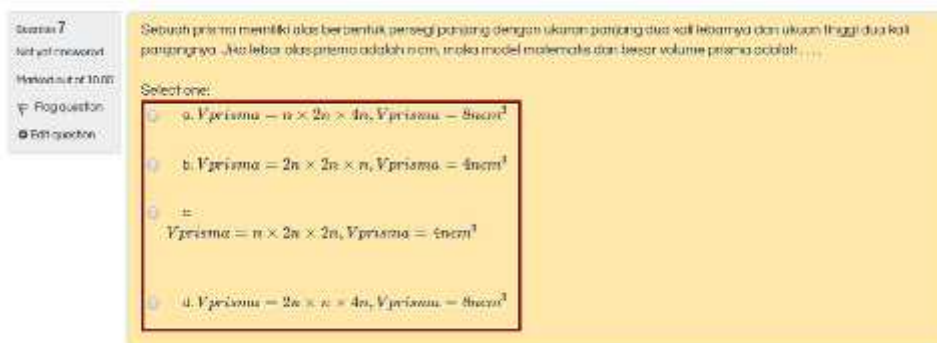 Question 7
Not yet answered
Marked out of 10.00
Flag question
Edit question
Sebuah prisma memiliki alas berbentuk persegi panjang dengan ukuran panjang dua kali lebarnya dan ukuran tinggi dua kali
panjangnya. Jika lebar alas prisma adalah n cm, maka model matematis dan besar volume prisma adalah . . . .
Select one:
a. Vprisma = n × 2n × 4n, Vprisma = 8ncm³
b. Vprisma = 2n × 2n × n, Vprisma = 4ncm³
c.
Vprisma = n × 2n × 2n, Vprisma = 4ncm³
d. Vprisma = 2n × n × 4n, Vprisma = 8ncm³